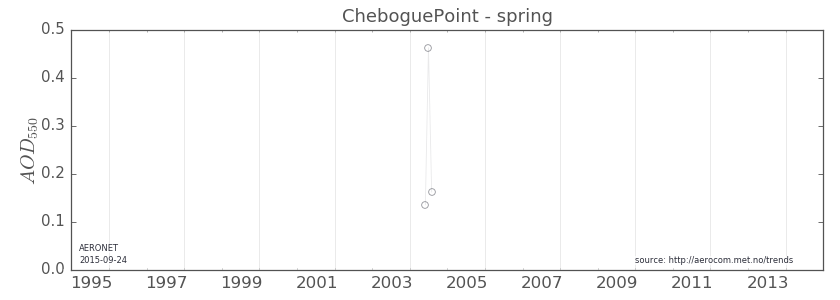 CheboguePoint - spring
0.5
0.4
0.3
0.2
0.1
0.0
AOD550
AERONET
2015-09-24
source: http://aerocom.met.no/trends
1995 1997 1999 2001 2003 2005 2007 2009 2011 2013